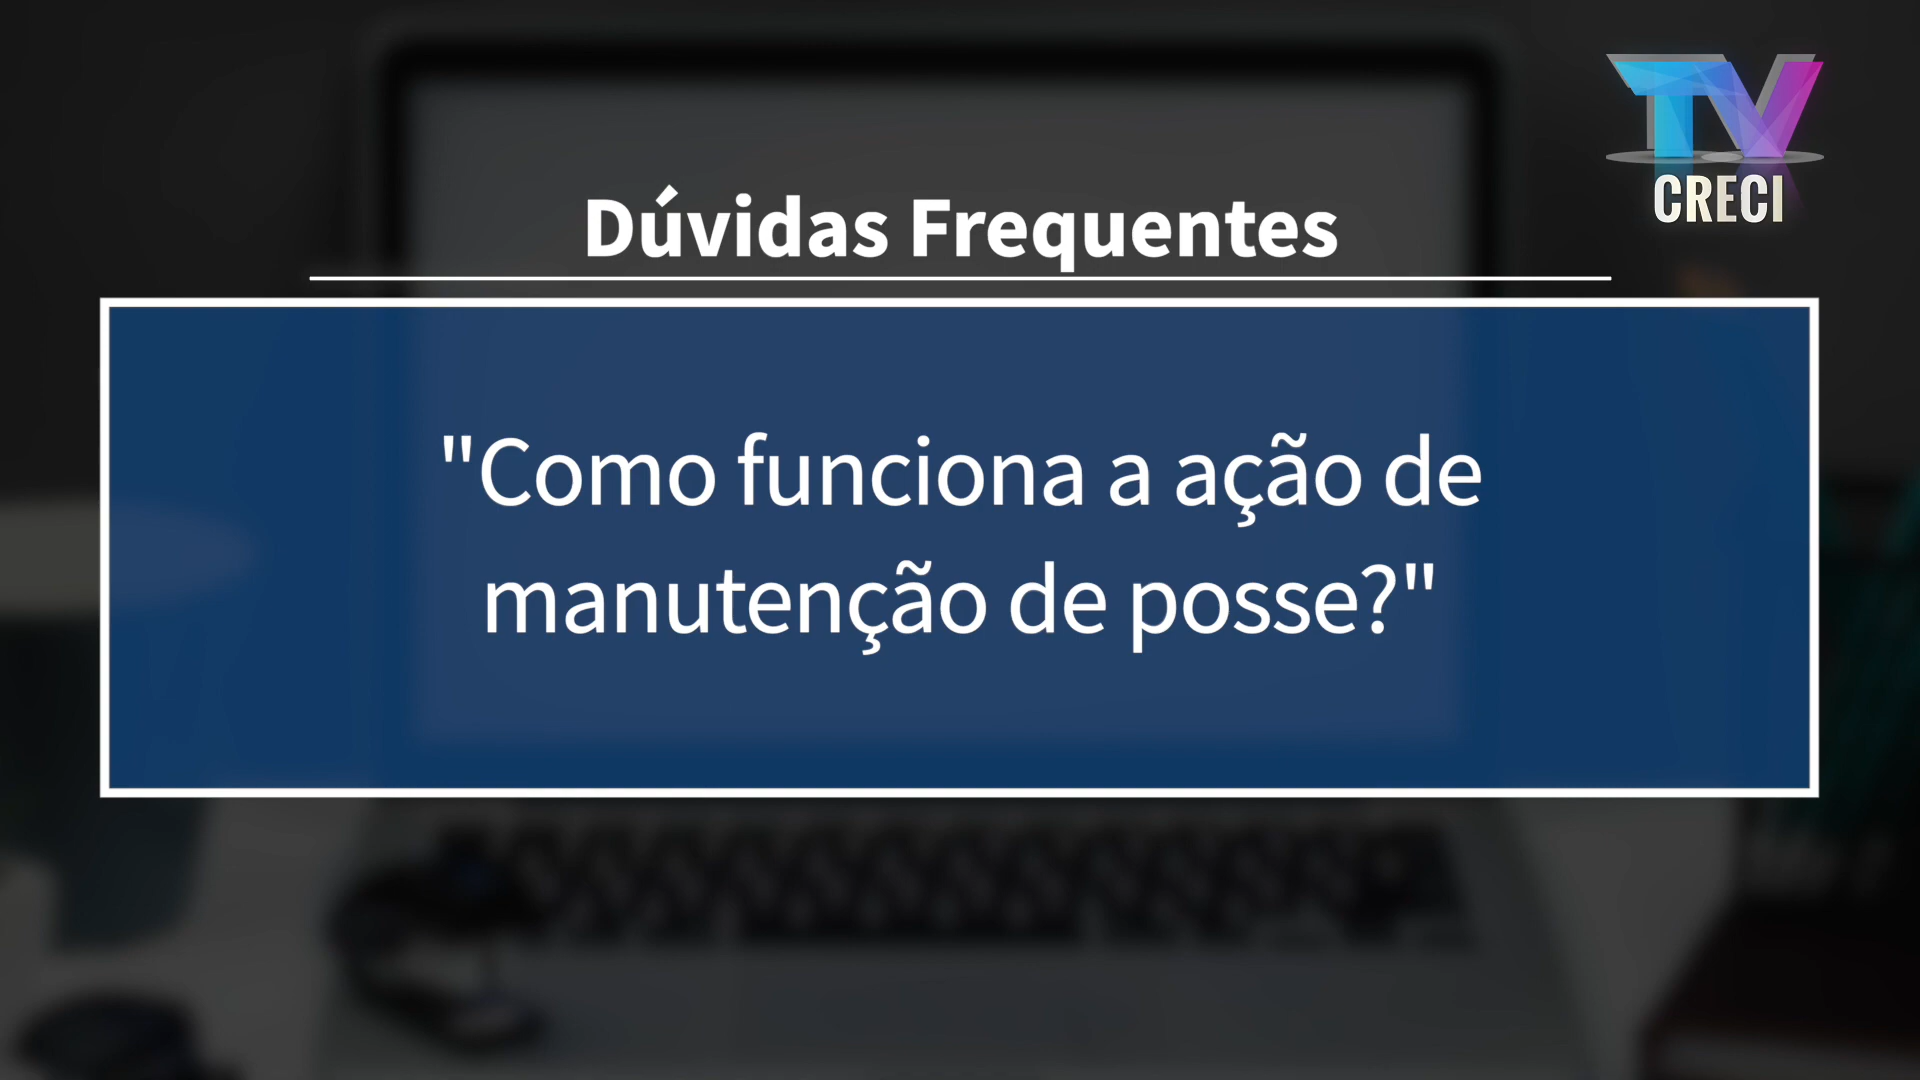 TV
CRECI
Dúvidas Frequentes
"Como funciona a ação de
manutenção de posse?"